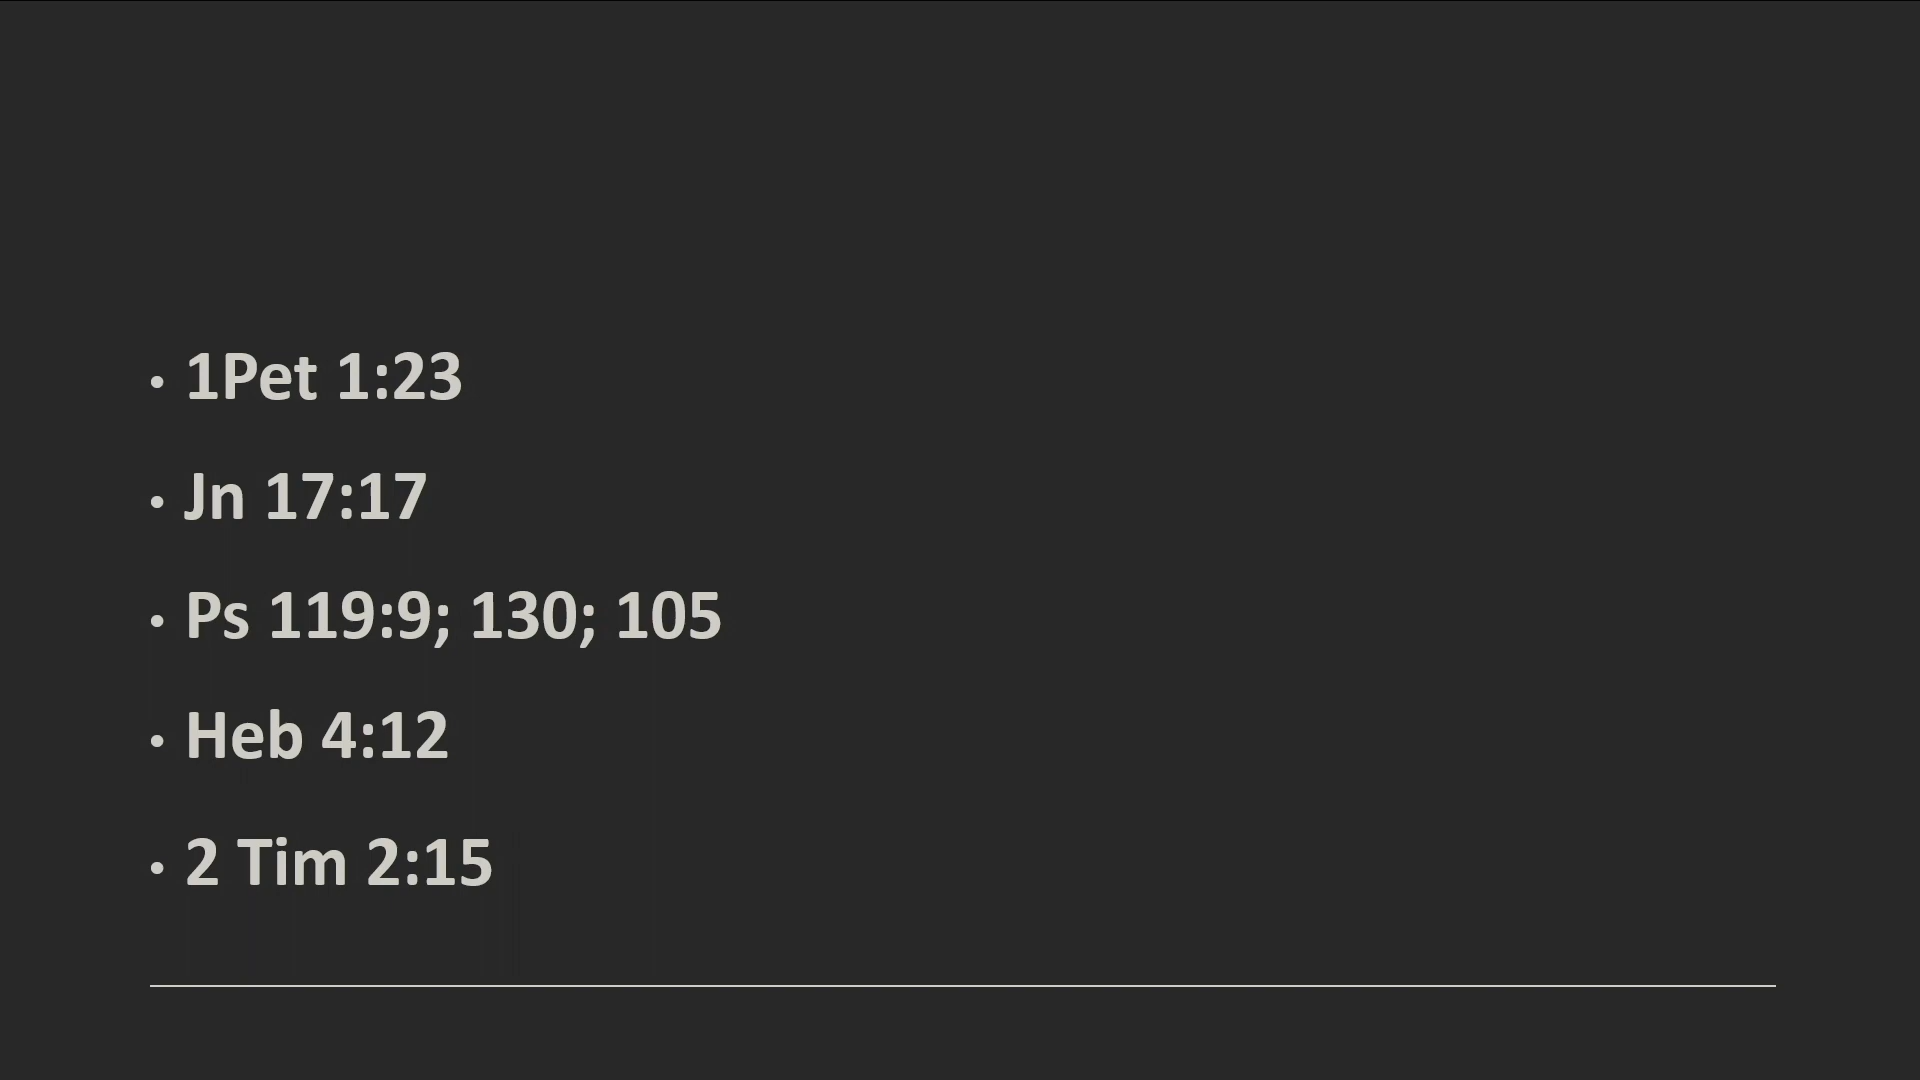 • 1Pet 1:23
• Jn 17:17
• Ps 119:9; 130; 105
• Heb 4:12
• 2 Tim 2:15